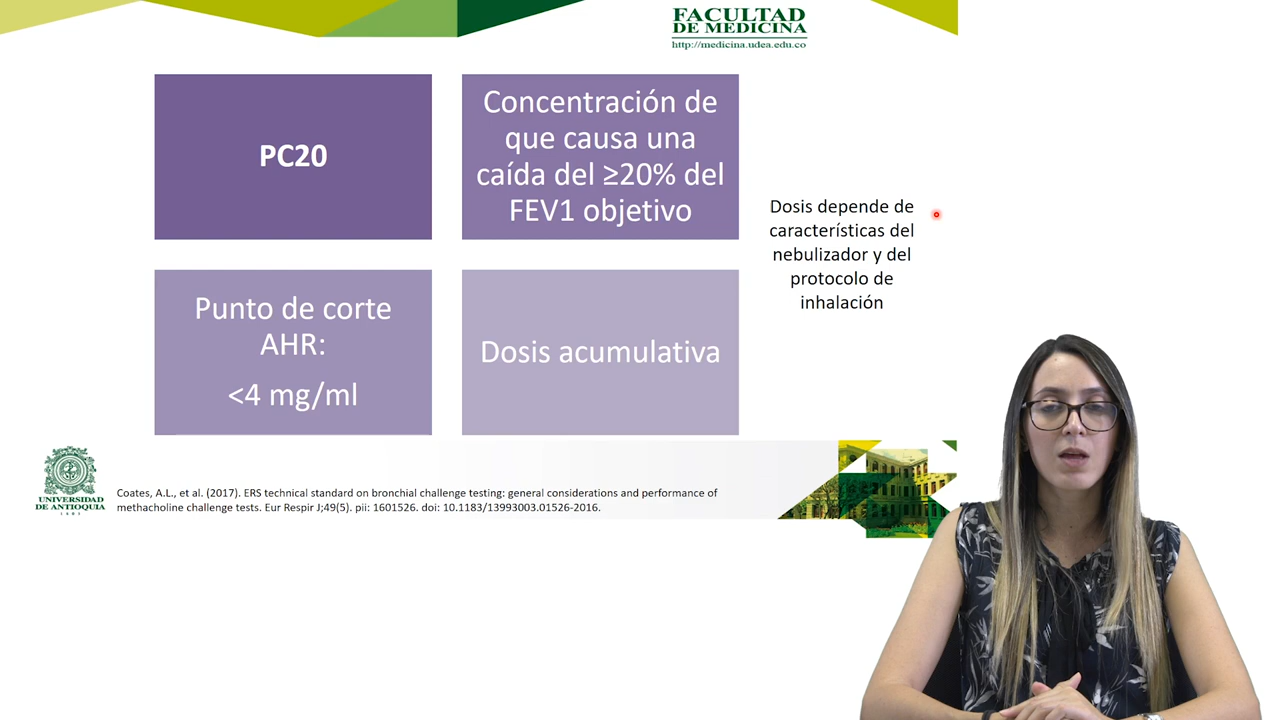 FACULTAD
DE MEDICINA
http://medicina.udea.edu.co
PC20
Concentración de
que causa una
caída del ≥20% del
FEV1 objetivo
Dosis depende de
características del
nebulizador y del
protocolo de
inhalación
Punto de corte
AHR:
<4 mg/ml
Dosis acumulativa
UNIVERSIDAD
DE ANTIOQUIA
1803
Coates, A.L., et al. (2017). ERS technical standard on bronchial challenge testing: general considerations and performance of
methacholine challenge tests. Eur Respir J;49(5). pii: 1601526. doi: 10.1183/13993003.01526-2016.